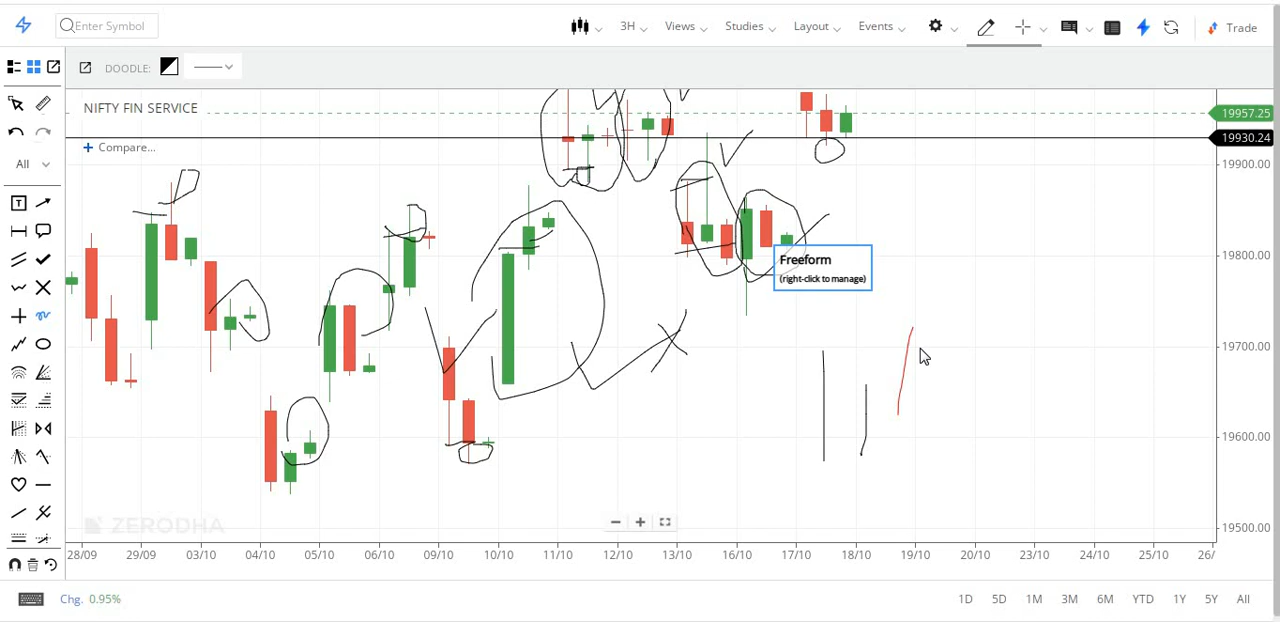 Enter Symbol 3H Views Studies Layout Events Trade
DOODLE:
NIFTY FIN SERVICE
19957.25
19930.24
Compare...
19900.00
All
T
19800.00
Freeform
(right-click to manage)
19700.00
19600.00
ZERODHA
19500.00
28/09 29/09 03/10 04/10 05/10 06/10 09/10 10/10 11/10 12/10 13/10 16/10 17/10 18/10 19/10 20/10 23/10 24/10 25/10 26/
Chg. 0.95% 1D 5D 1M 3M 6M YTD 1Y 5Y All